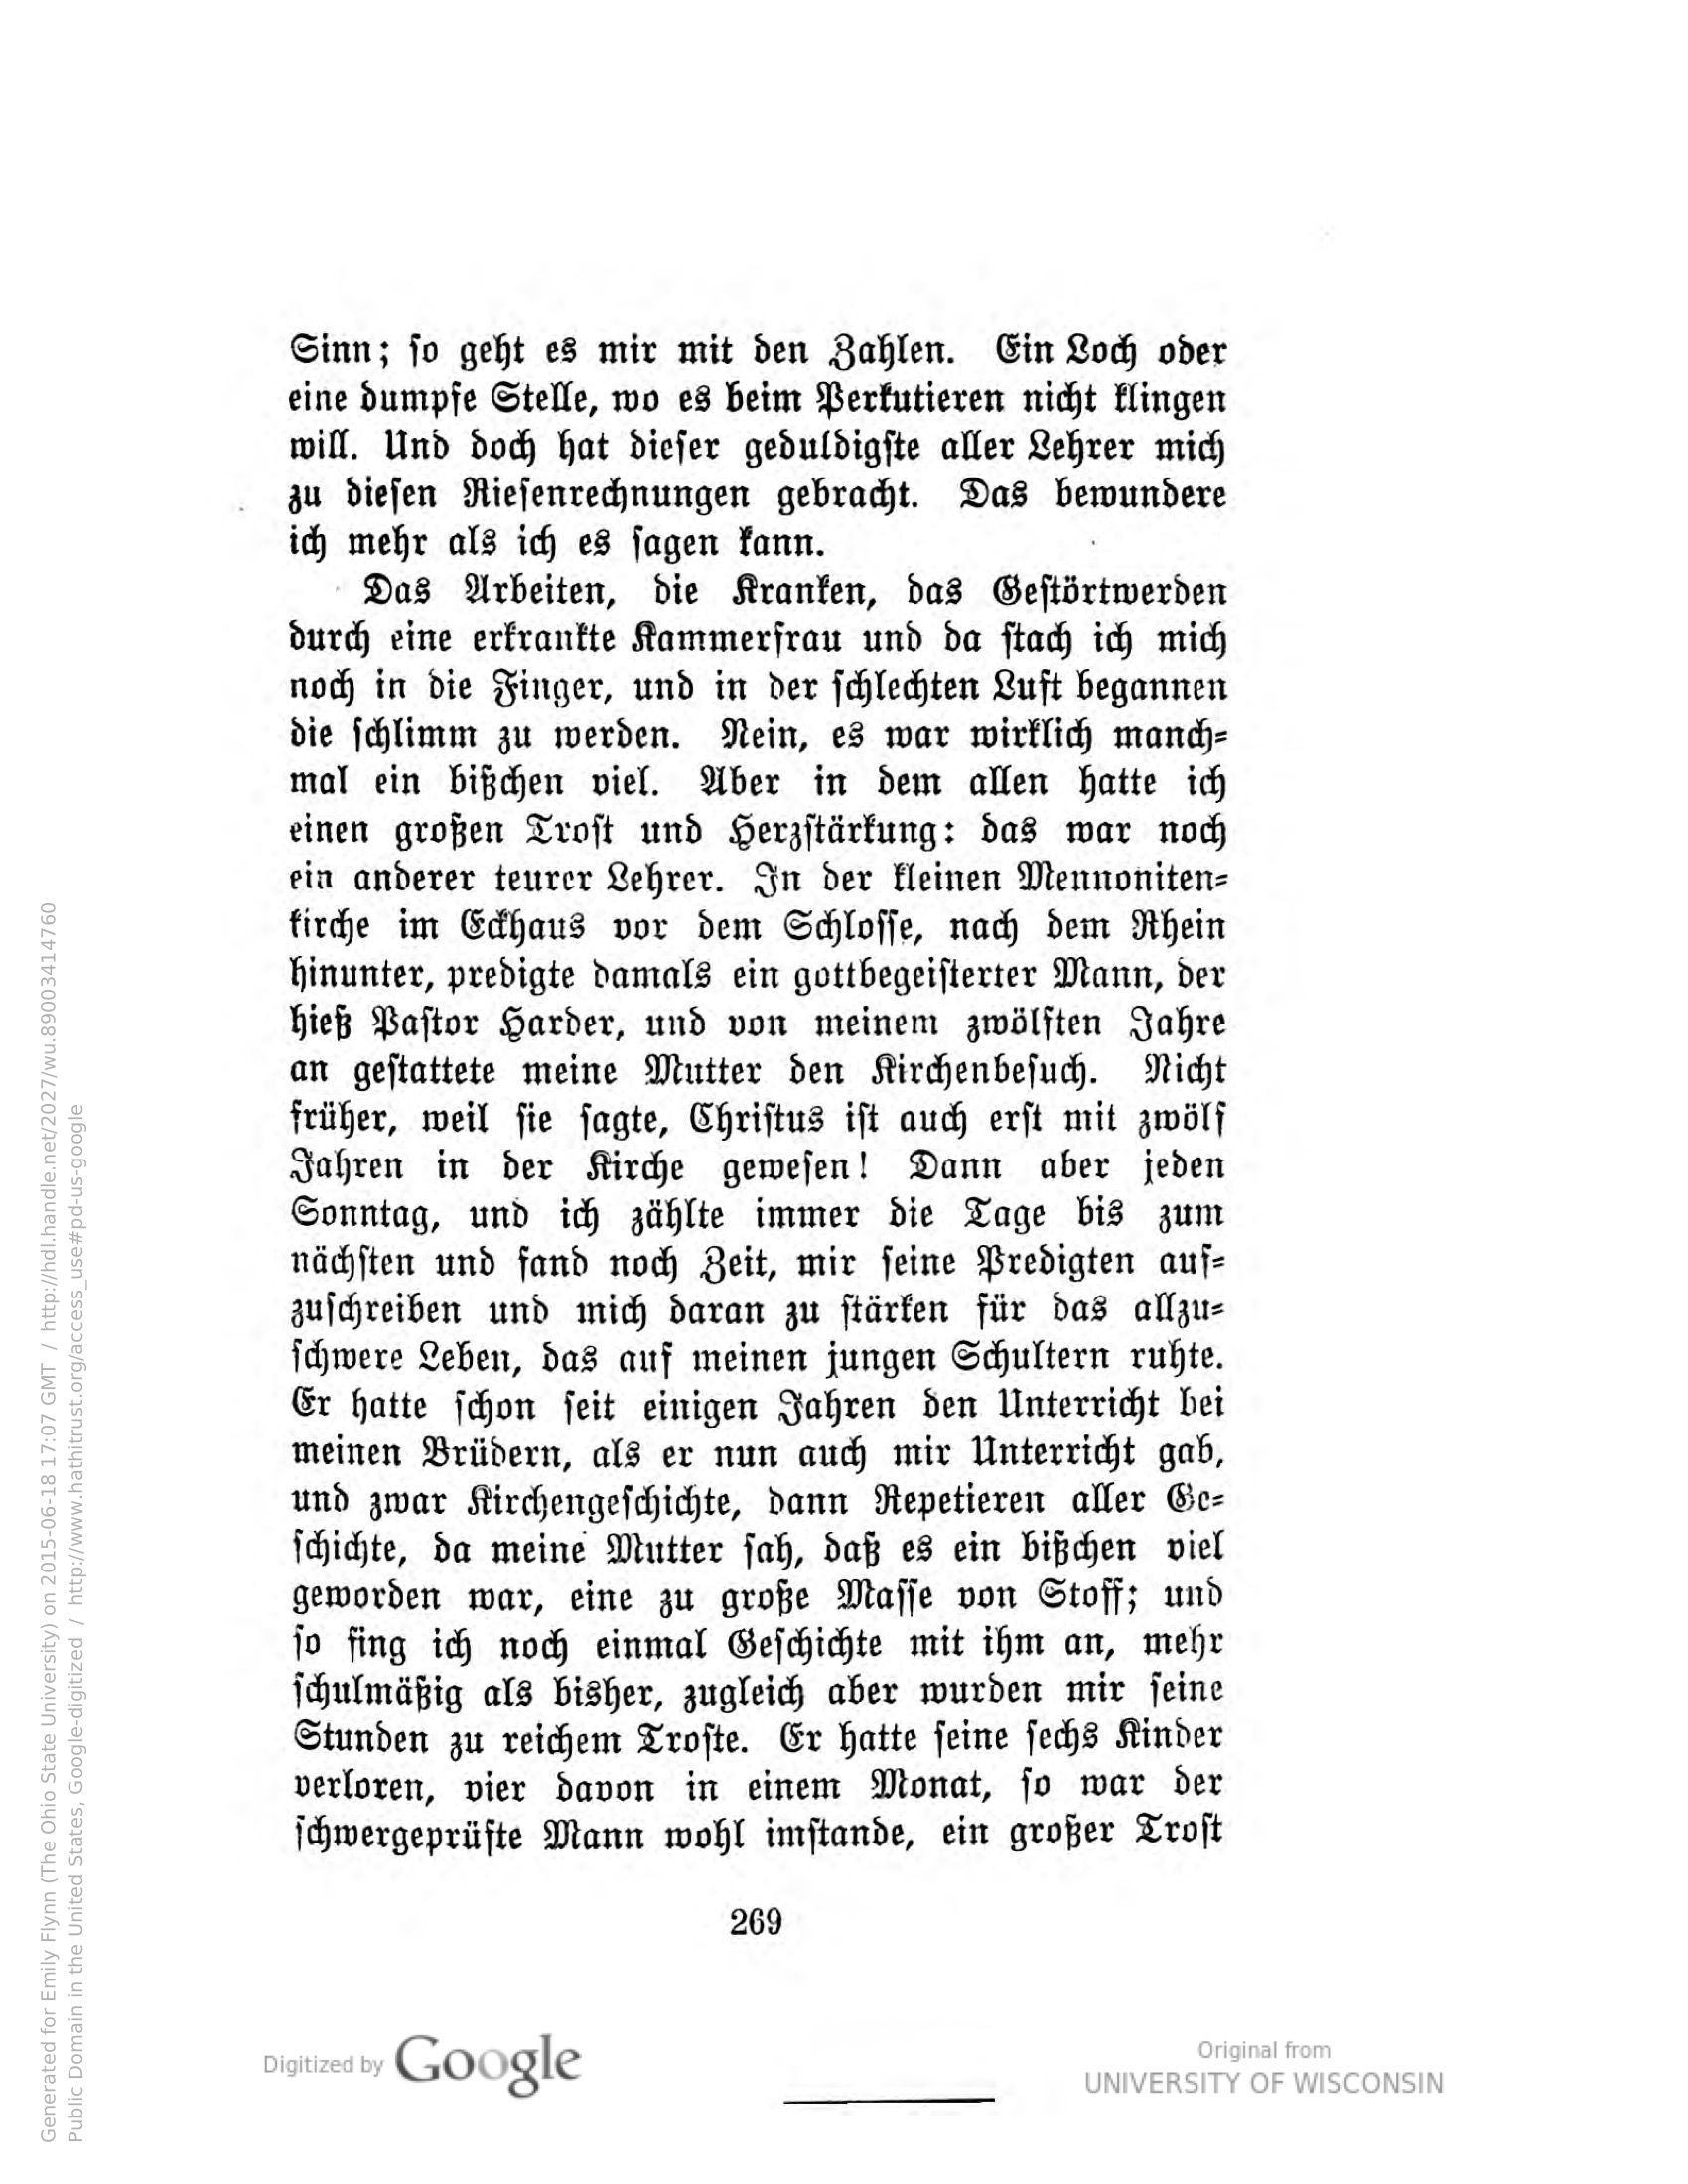 Sinn; so geht es mir mit den Zahlen. Ein Loch oder
eine dumpfe Stelle, wo es beim Perkutieren nicht klingen
will. Und doch hat dieser geduldigste aller Lehrer mich
zu diesen Riesenrechnungen gebracht. Das bewundere
ich mehr als ich es sagen kann.
Das Arbeiten, die Kranken, das Gestörtwerden
durch eine erkrankte Kammerfrau und da stach ich mich
noch in die Finger, und in der schlechten Luft begannen
die schlimm zu werden. Nein, es war wirklich manch-
mal ein bißchen viel. Aber in dem allen hatte ich
einen großen Trost und Herzstärkung: das war noch
ein anderer teurer Lehrer. In der kleinen Mennoniten-
kirche im Eckhaus vor dem Schlosse, nach dem Rhein
hinunter, predigte damals ein gottbegeisterter Mann, der
hieß Pastor Harder, und von meinem zwölften Jahre
an gestattete meine Mutter den Kirchenbesuch. Nicht
früher, weil sie sagte, Christus ist auch erst mit zwölf
Jahren in der Kirche gewesen! Dann aber jeden
Sonntag, und ich zählte immer die Tage bis zum
nächsten und fand noch Zeit, mir seine Predigten auf-
zuschreiben und mich daran zu stärken für das allzu-
schwere Leben, das auf meinen jungen Schultern ruhte.
Er hatte schon seit einigen Jahren den Unterricht bei
meinen Brüdern, als er nun auch mir Unterricht gab,
und zwar Kirchengeschichte, dann Repetieren aller Ge-
schichte, da meine Mutter sah, daß es ein bißchen viel
geworden war, eine zu große Masse von Stoff; und
so fing ich noch einmal Geschichte mit ihm an, mehr
schulmäßig als bisher, zugleich aber wurden mir seine
Stunden zu reichem Troste. Er hatte seine sechs Kinder
verloren, vier davon in einem Monat, so war der
schwergeprüfte Mann wohl imstande, ein großer Trost
269
Digitized by Google
Original from
UNIVERSITY OF WISCONSIN
Generated for Emily Flynn (The Ohio State University) on 2015-06-18 17:07 GMT / http://hdl.handle.net/2027/wu.89003414760
Public Domain in the United States, Google-digitized / http://www.hathitrust.org/access_use#pd-us-google